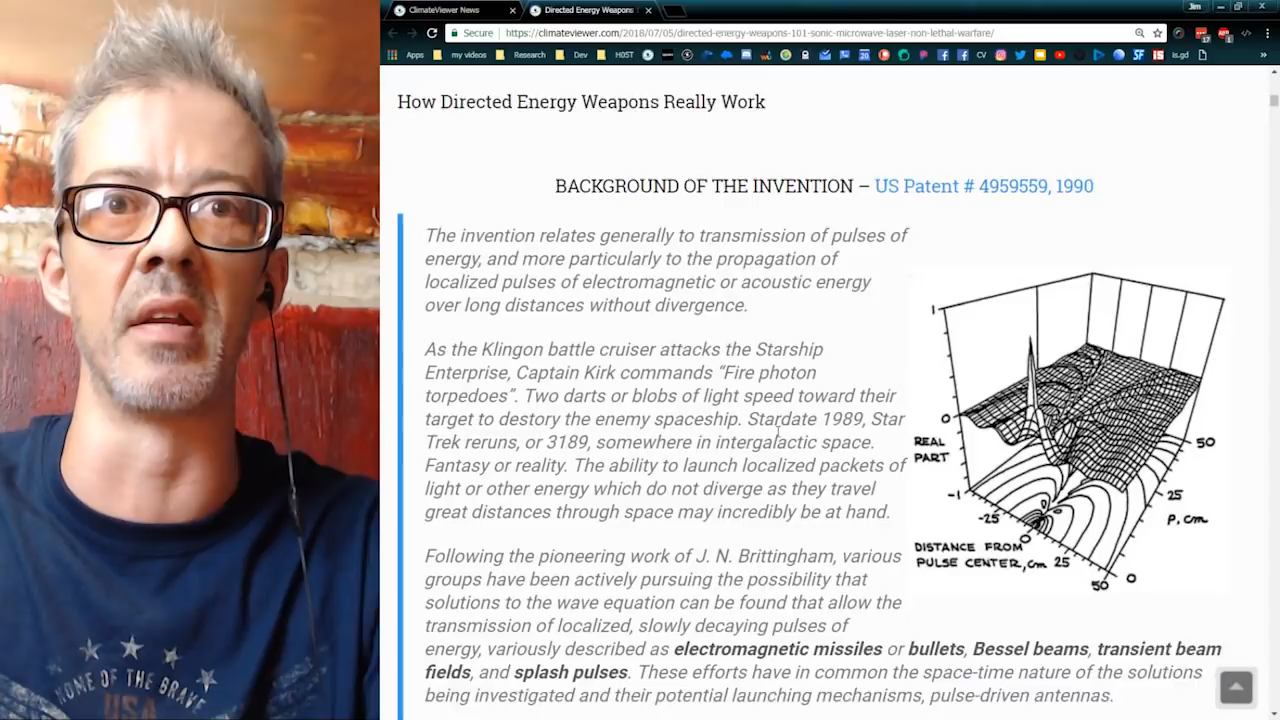 ClimateViewer News
Directed Energy Weapons
Jim
Secure
https://climateviewer.com/2018/07/05/directed-energy-weapons-101-sonic-microwave-laser-non-lethal-warfare/
Apps my videos Research Dev H05T CV SF is.gd
How Directed Energy Weapons Really Work
BACKGROUND OF THE INVENTION – US Patent # 4959559, 1990
The invention relates generally to transmission of pulses of
energy, and more particularly to the propagation of
localized pulses of electromagnetic or acoustic energy
over long distances without divergence.
As the Klingon battle cruiser attacks the Starship
Enterprise, Captain Kirk commands “Fire photon
torpedoes”. Two darts or blobs of light speed toward their
target to destory the enemy spaceship. Stardate 1989, Star
Trek reruns, or 3189, somewhere in intergalactic space.
Fantasy or reality. The ability to launch localized packets of
light or other energy which do not diverge as they travel
great distances through space may incredibly be at hand.
Following the pioneering work of J. N. Brittingham, various
groups have been actively pursuing the possibility that
solutions to the wave equation can be found that allow the
transmission of localized, slowly decaying pulses of
energy, variously described as electromagnetic missiles or bullets, Bessel beams, transient beam
fields, and splash pulses. These efforts have in common the space-time nature of the solutions
being investigated and their potential launching mechanisms, pulse-driven antennas.
1
0
REAL
PART
-1
-25
0
DISTANCE FROM
PULSE CENTER, cm 25
50
0
25
50
ρ, cm
HOME OF THE BRAVE
USA